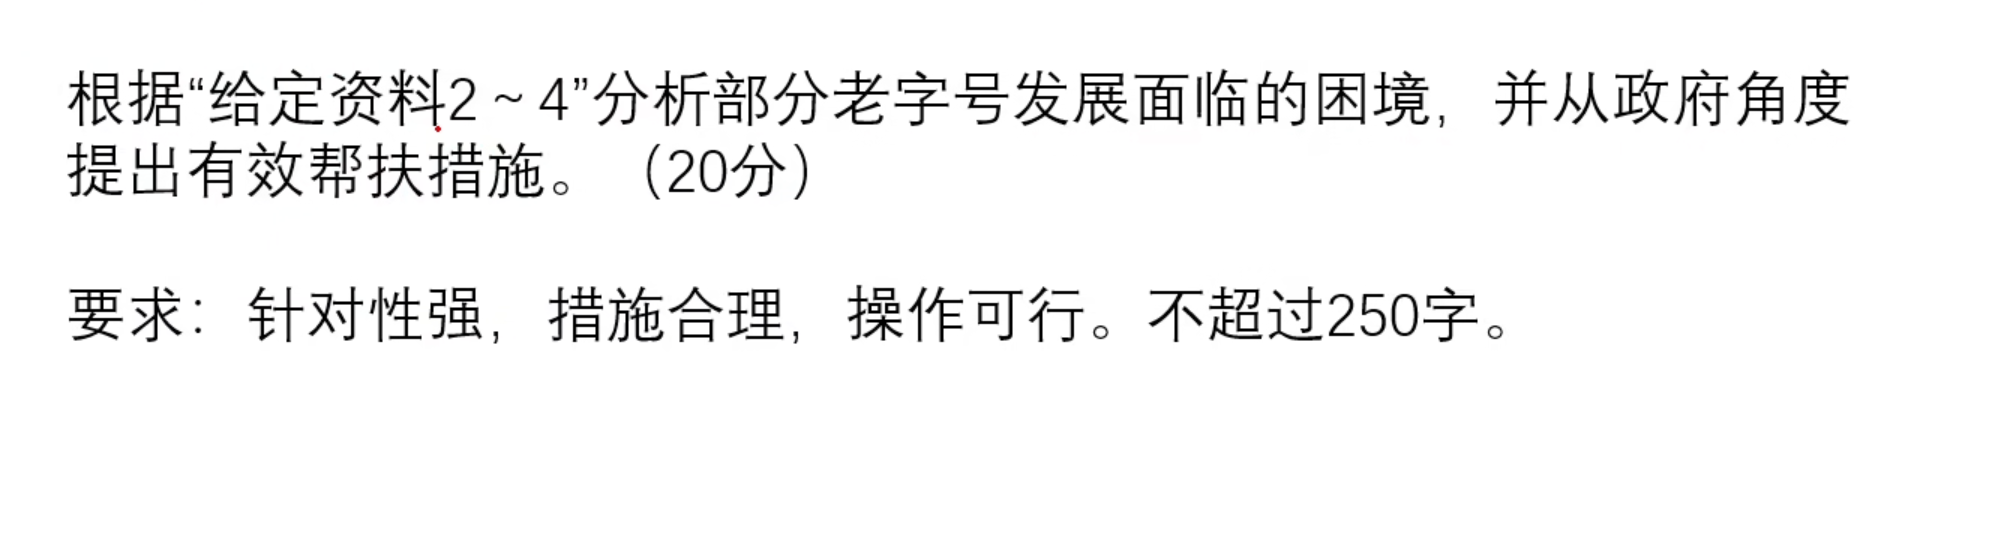 根据“给定资料2～4”分析部分老字号发展面临的困境，并从政府角度
提出有效帮扶措施。（20分）
要求：针对性强，措施合理，操作可行。不超过250字。